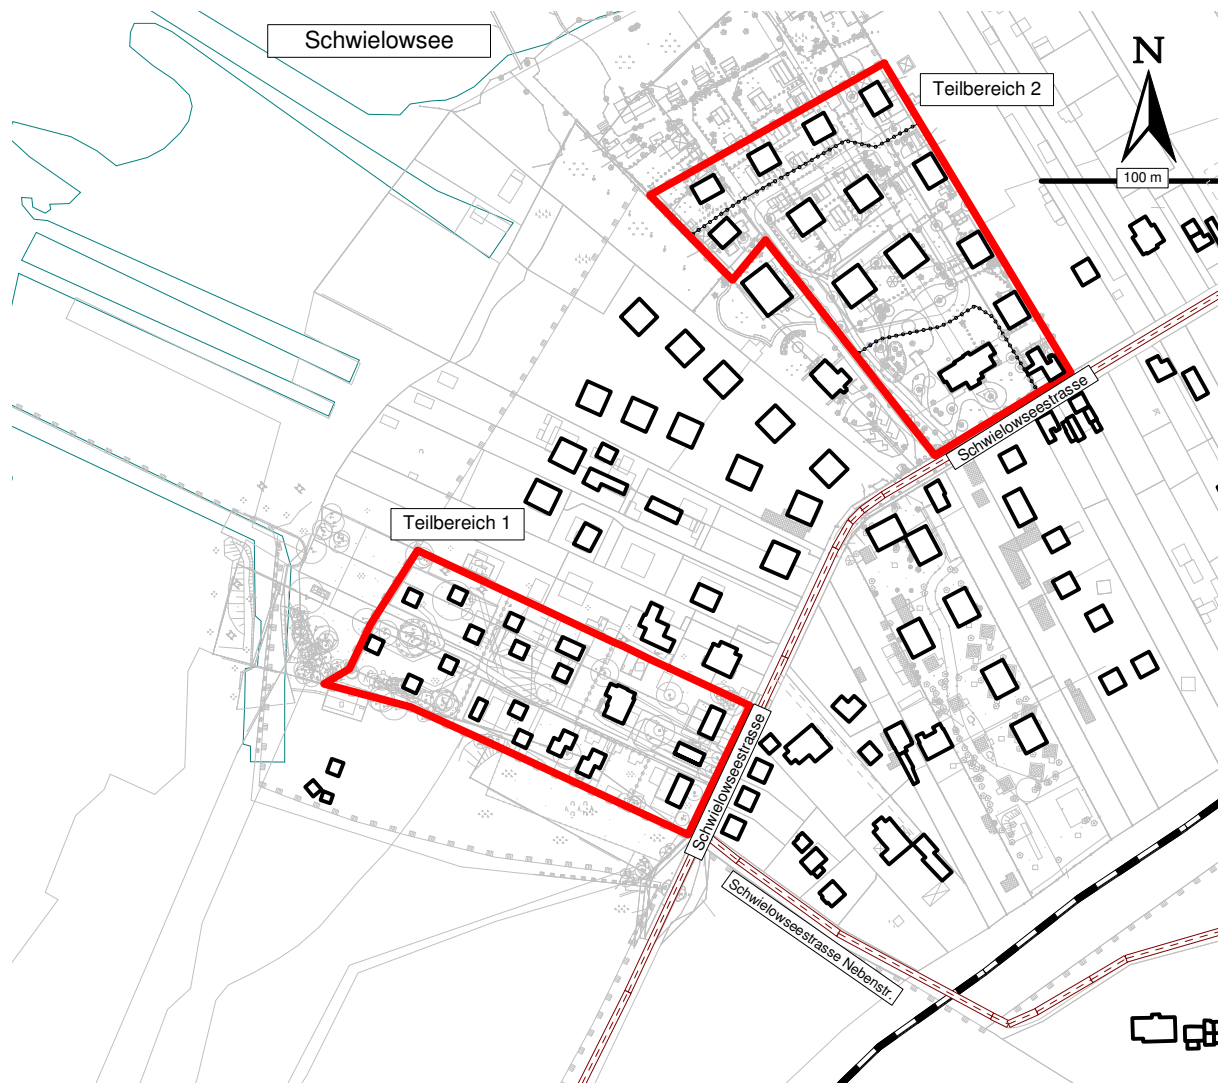 Schwielowsee
N
Teilbereich 2
100 m
Schwielowseestrasse
Teilbereich 1
Schwielowseestrasse
Schwielowseestrasse Nebenstr.